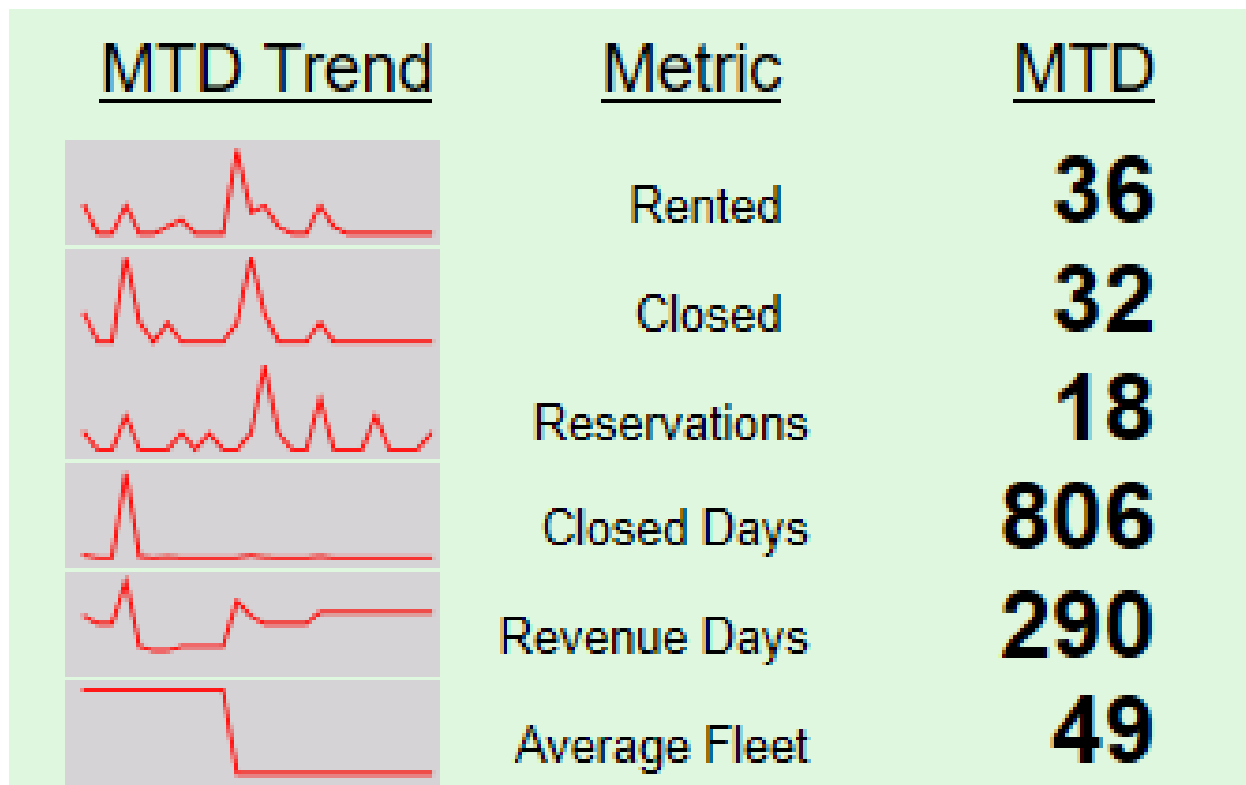 MTD Trend Metric MTD
Rented 36
Closed 32
Reservations 18
Closed Days 806
Revenue Days 290
Average Fleet 49